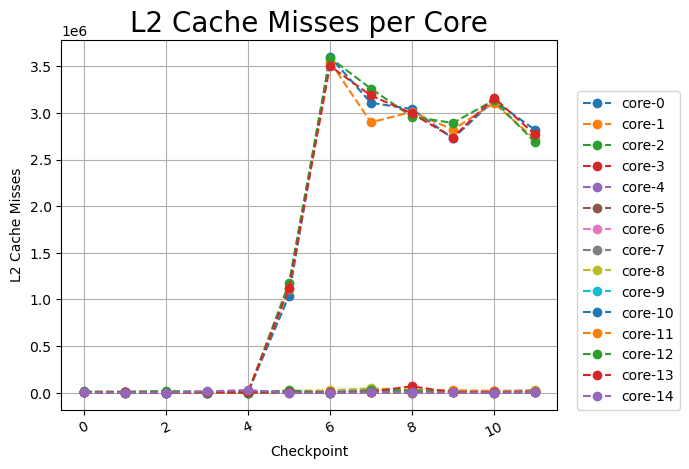 L2 Cache Misses per Core
1e6
3.5
3.0
2.5
2.0
1.5
1.0
0.5
0.0
L2 Cache Misses
0 2 4 6 8 10
Checkpoint
core-0
core-1
core-2
core-3
core-4
core-5
core-6
core-7
core-8
core-9
core-10
core-11
core-12
core-13
core-14